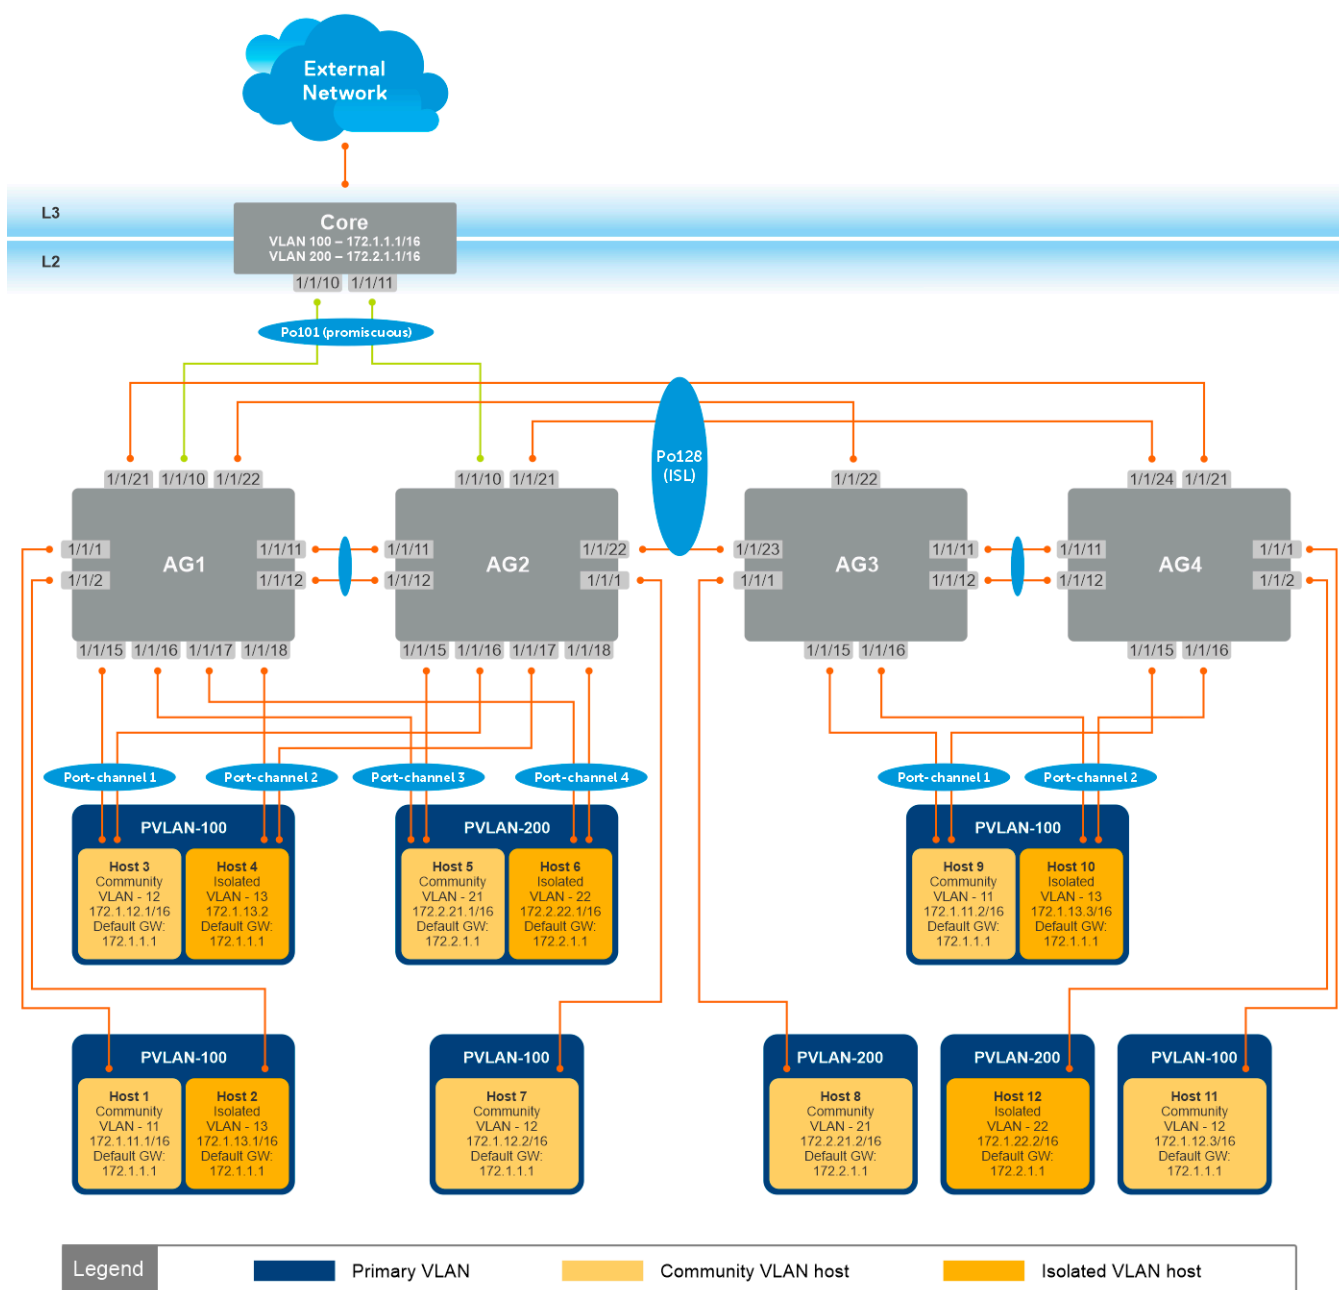 External
Network
L3
Core
VLAN 100 – 172.1.1.1/16
VLAN 200 – 172.2.1.1/16
L2
1/1/10 1/1/11
Po101 (promiscuous)
Po128
(ISL)
1/1/21 1/1/10 1/1/22
1/1/10 1/1/21
1/1/22
1/1/24 1/1/21
1/1/1
1/1/2
AG1
1/1/11
1/1/12
1/1/11
1/1/12
AG2
1/1/22
1/1/1
1/1/23
1/1/1
AG3
1/1/11
1/1/12
1/1/11
1/1/12
AG4
1/1/1
1/1/2
1/1/15 1/1/16 1/1/17 1/1/18
1/1/15 1/1/16 1/1/17 1/1/18
1/1/15 1/1/16
1/1/15 1/1/16
Port-channel 1
Port-channel 2
Port-channel 3
Port-channel 4
Port-channel 1
Port-channel 2
PVLAN-100
Host 3
Community
VLAN - 12
172.1.12.1/16
Default GW:
172.1.1.1
Host 4
Isolated
VLAN - 13
172.1.13.2
Default GW:
172.1.1.1
PVLAN-200
Host 5
Community
VLAN - 21
172.2.21.1/16
Default GW:
172.2.1.1
Host 6
Isolated
VLAN - 22
172.2.22.1/16
Default GW:
172.2.1.1
PVLAN-100
Host 9
Community
VLAN - 11
172.1.11.2/16
Default GW:
172.1.1.1
Host 10
Isolated
VLAN - 13
172.1.13.3/16
Default GW:
172.1.1.1
PVLAN-100
Host 1
Community
VLAN - 11
172.1.11.1/16
Default GW:
172.1.1.1
Host 2
Isolated
VLAN - 13
172.1.13.1/16
Default GW:
172.1.1.1
PVLAN-100
Host 7
Community
VLAN - 12
172.1.12.2/16
Default GW:
172.1.1.1
PVLAN-200
Host 8
Community
VLAN - 21
172.2.21.2/16
Default GW:
172.2.1.1
PVLAN-200
Host 12
Isolated
VLAN - 22
172.1.22.2/16
Default GW:
172.2.1.1
PVLAN-100
Host 11
Community
VLAN - 12
172.1.12.3/16
Default GW:
172.1.1.1
Legend
Primary VLAN
Community VLAN host
Isolated VLAN host